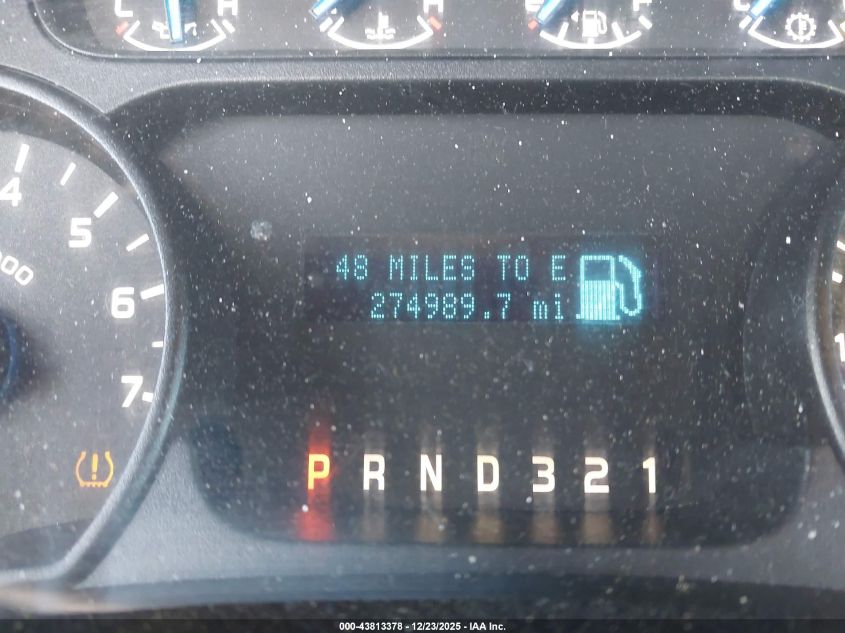 L H H E F C
4
5
6
7
48 MILES TO E
274989.7 mi
P R N D 3 2 1
000-43813378 - 12/23/2025 - IAA Inc.